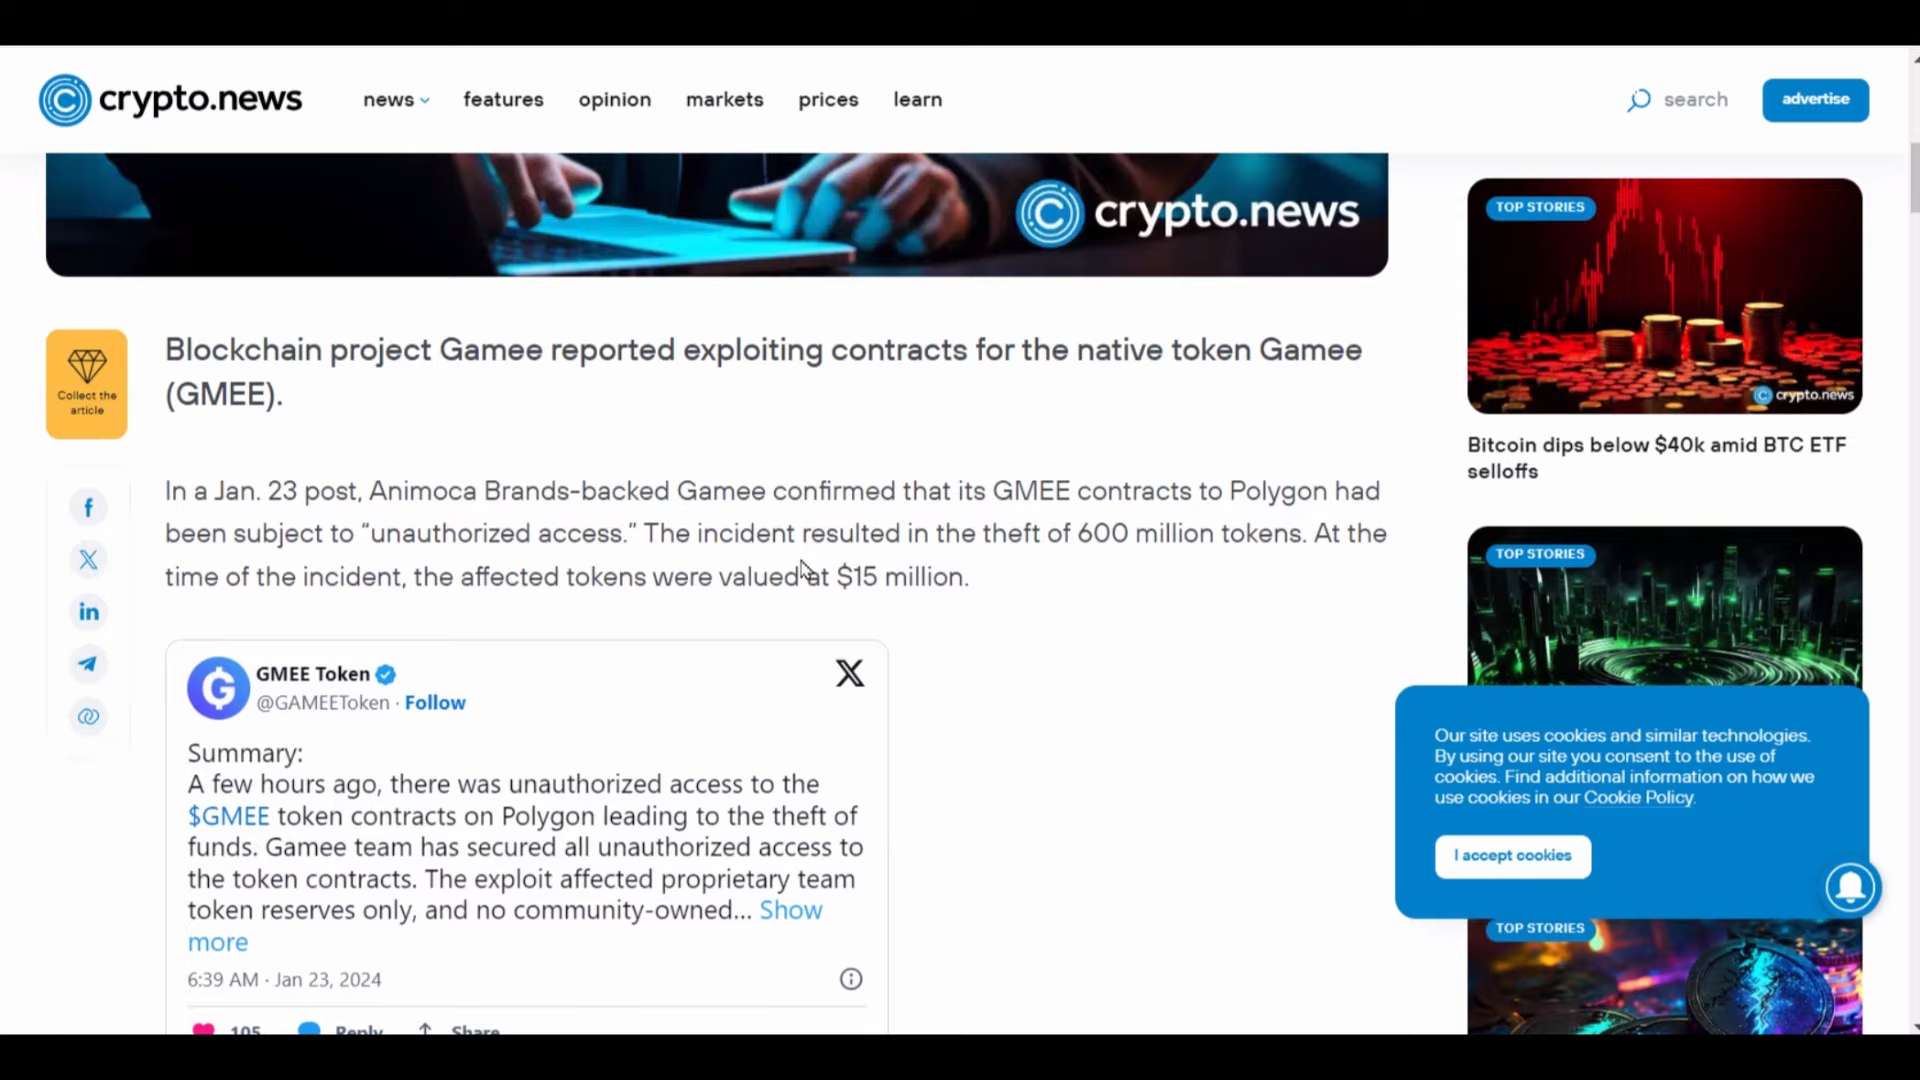 crypto.news
news features opinion markets prices learn
search
advertise
crypto.news
Collect the
article
Blockchain project Gamee reported exploiting contracts for the native token Gamee
(GMEE).
In a Jan. 23 post, Animoca Brands-backed Gamee confirmed that its GMEE contracts to Polygon had
been subject to “unauthorized access.” The incident resulted in the theft of 600 million tokens. At the
time of the incident, the affected tokens were valued at $15 million.
GMEE Token
@GAMEEToken · Follow
Summary:
A few hours ago, there was unauthorized access to the
$GMEE token contracts on Polygon leading to the theft of
funds. Gamee team has secured all unauthorized access to
the token contracts. The exploit affected proprietary team
token reserves only, and no community-owned... Show
more
6:39 AM · Jan 23, 2024
105 Reply Share
TOP STORIES
crypto.news
Bitcoin dips below $40k amid BTC ETF
selloffs
TOP STORIES
Our site uses cookies and similar technologies.
By using our site you consent to the use of
cookies. Find additional information on how we
use cookies in our Cookie Policy.
I accept cookies
TOP STORIES